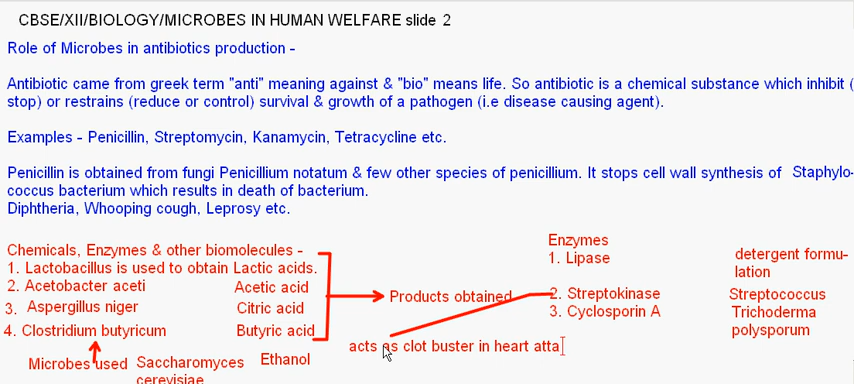 CBSE/XII/BIOLOGY/MICROBES IN HUMAN WELFARE slide 2
Role of Microbes in antibiotics production -
Antibiotic came from greek term "anti" meaning against & "bio" means life. So antibiotic is a chemical substance which inhibit (
stop) or restrains (reduce or control) survival & growth of a pathogen (i.e disease causing agent).
Examples - Penicillin, Streptomycin, Kanamycin, Tetracycline etc.
Penicillin is obtained from fungi Penicillium notatum & few other species of penicillium. It stops cell wall synthesis of Staphylo-
coccus bacterium which results in death of bacterium.
Diphtheria, Whooping cough, Leprosy etc.
Chemicals, Enzymes & other biomolecules -
1. Lactobacillus is used to obtain Lactic acids.
2. Acetobacter aceti Acetic acid
3. Aspergillus niger Citric acid
4. Clostridium butyricum Butyric acid
Microbes used Saccharomyces Ethanol
cerevisiae
Products obtained
Enzymes
1. Lipase detergent formu-
lation
2. Streptokinase Streptococcus
3. Cyclosporin A Trichoderma
polysporum
acts as clot buster in heart atta